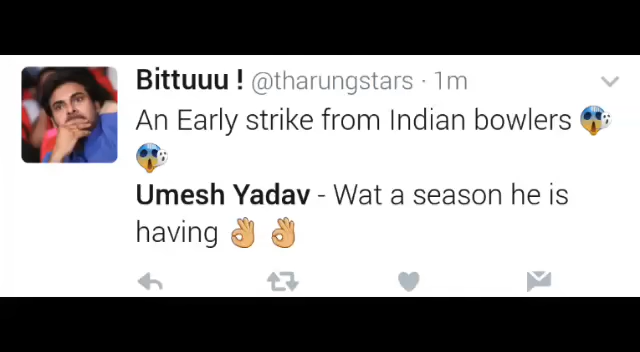 Bittuuu ! @tharungstars · 1m
An Early strike from Indian bowlers 😱
😱
Umesh Yadav - Wat a season he is
having 👌 👌